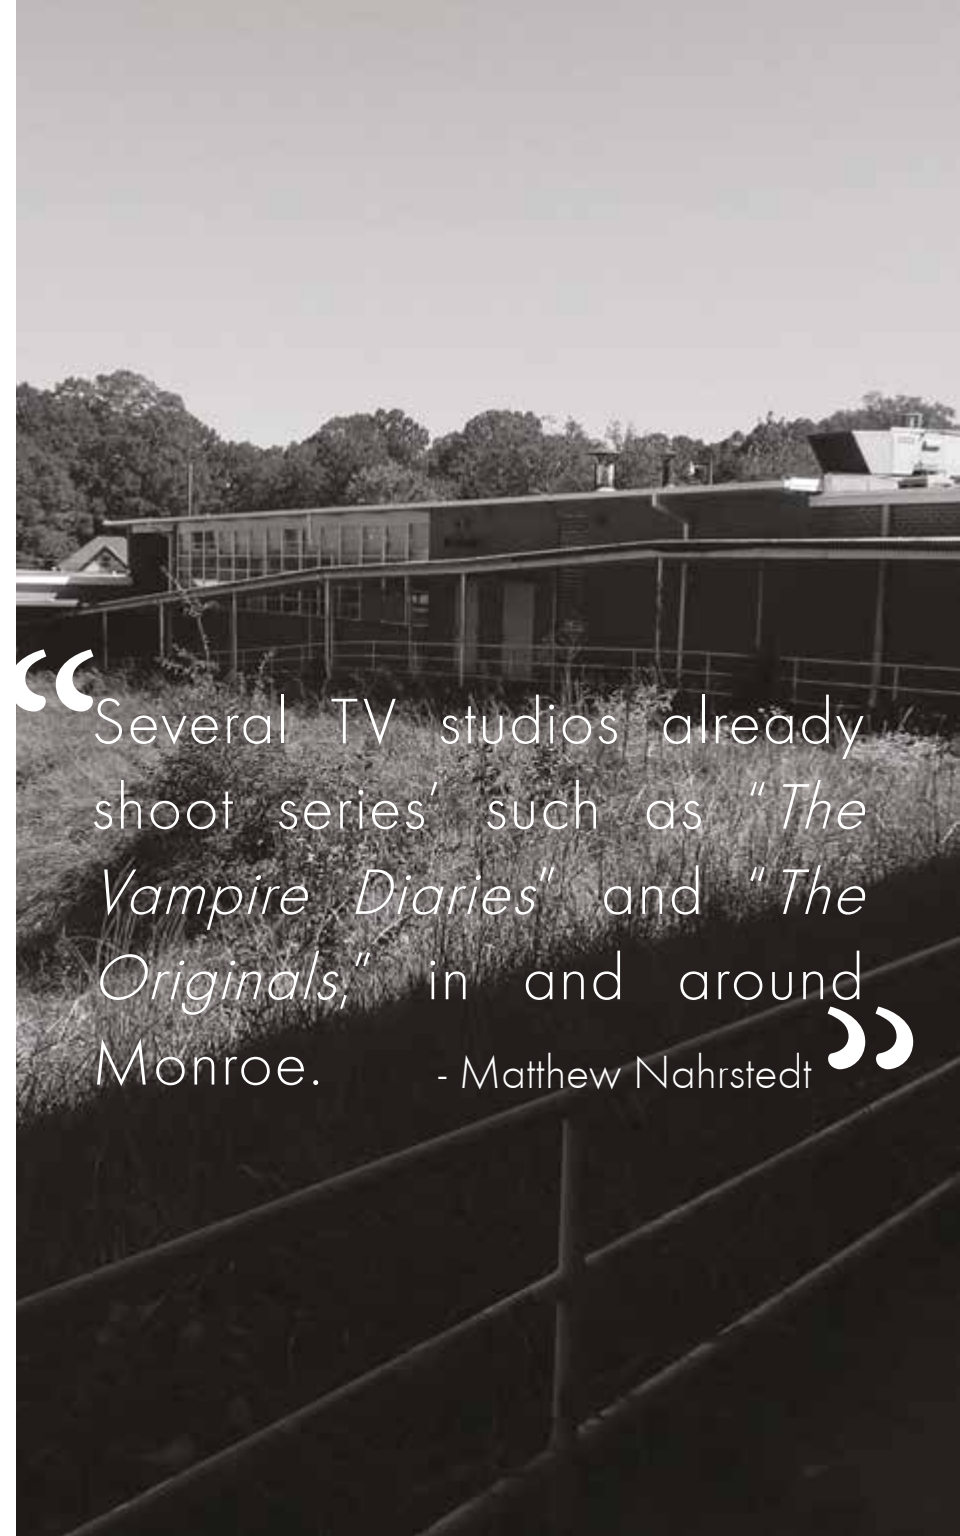 “Several TV studios already
shoot series’ such as “The
Vampire Diaries” and “The
Originals,” in and around
Monroe. - Matthew Nahrstedt”